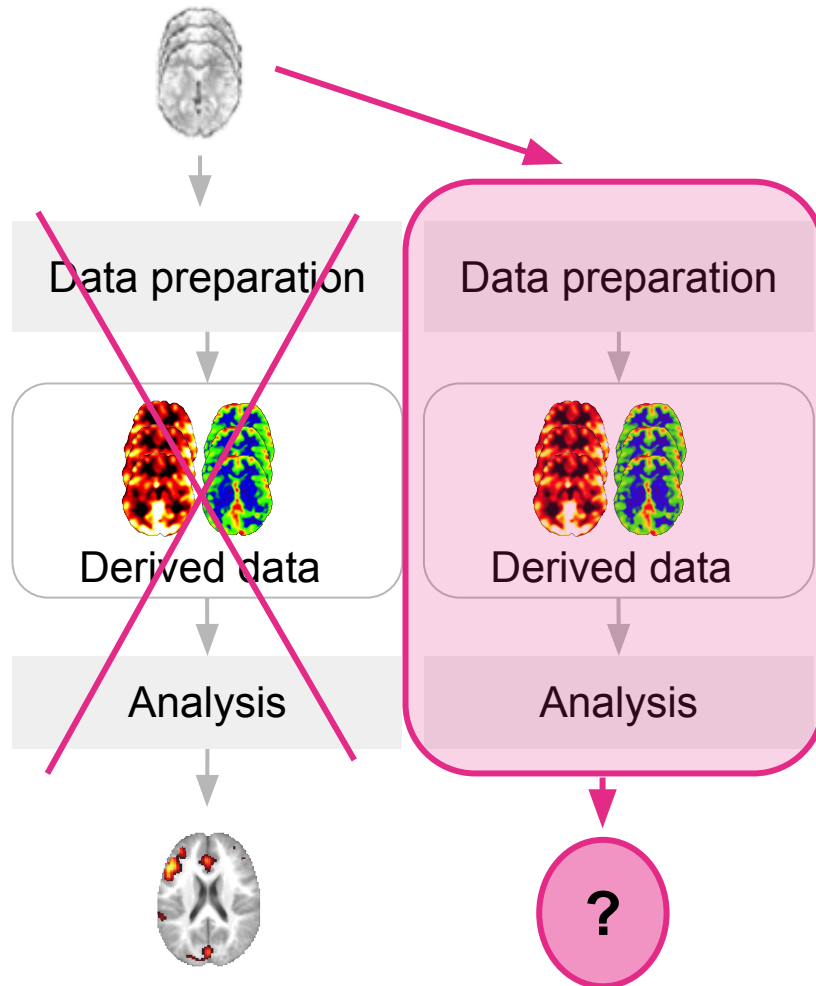 Data preparation
Data preparation
Derived data
Derived data
Analysis
Analysis
?